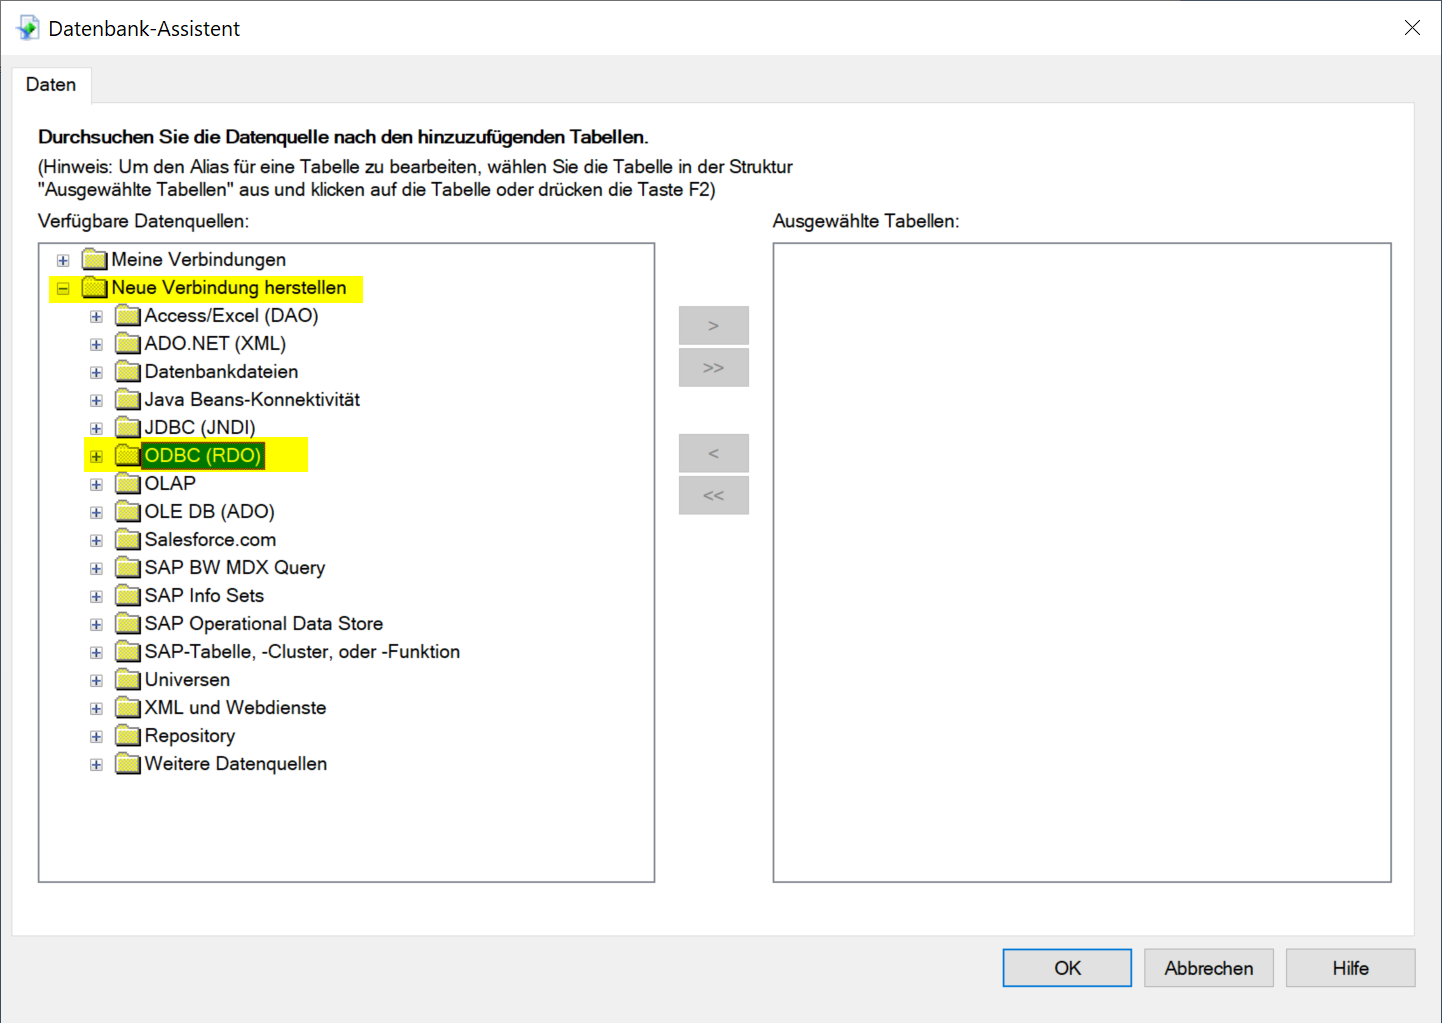 Datenbank-Assistent
Daten
Durchsuchen Sie die Datenquelle nach den hinzuzufügenden Tabellen.
(Hinweis: Um den Alias für eine Tabelle zu bearbeiten, wählen Sie die Tabelle in der Struktur
"Ausgewählte Tabellen" aus und klicken auf die Tabelle oder drücken die Taste F2)
Verfügbare Datenquellen:
Meine Verbindungen
Neue Verbindung herstellen
Access/Excel (DAO)
ADO.NET (XML)
Datenbankdateien
Java Beans-Konnektivität
JDBC (JNDI)
ODBC (RDO)
OLAP
OLE DB (ADO)
Salesforce.com
SAP BW MDX Query
SAP Info Sets
SAP Operational Data Store
SAP-Tabelle, -Cluster, oder -Funktion
Universen
XML und Webdienste
Repository
Weitere Datenquellen
>
>>
<
<<
Ausgewählte Tabellen:
OK
Abbrechen
Hilfe